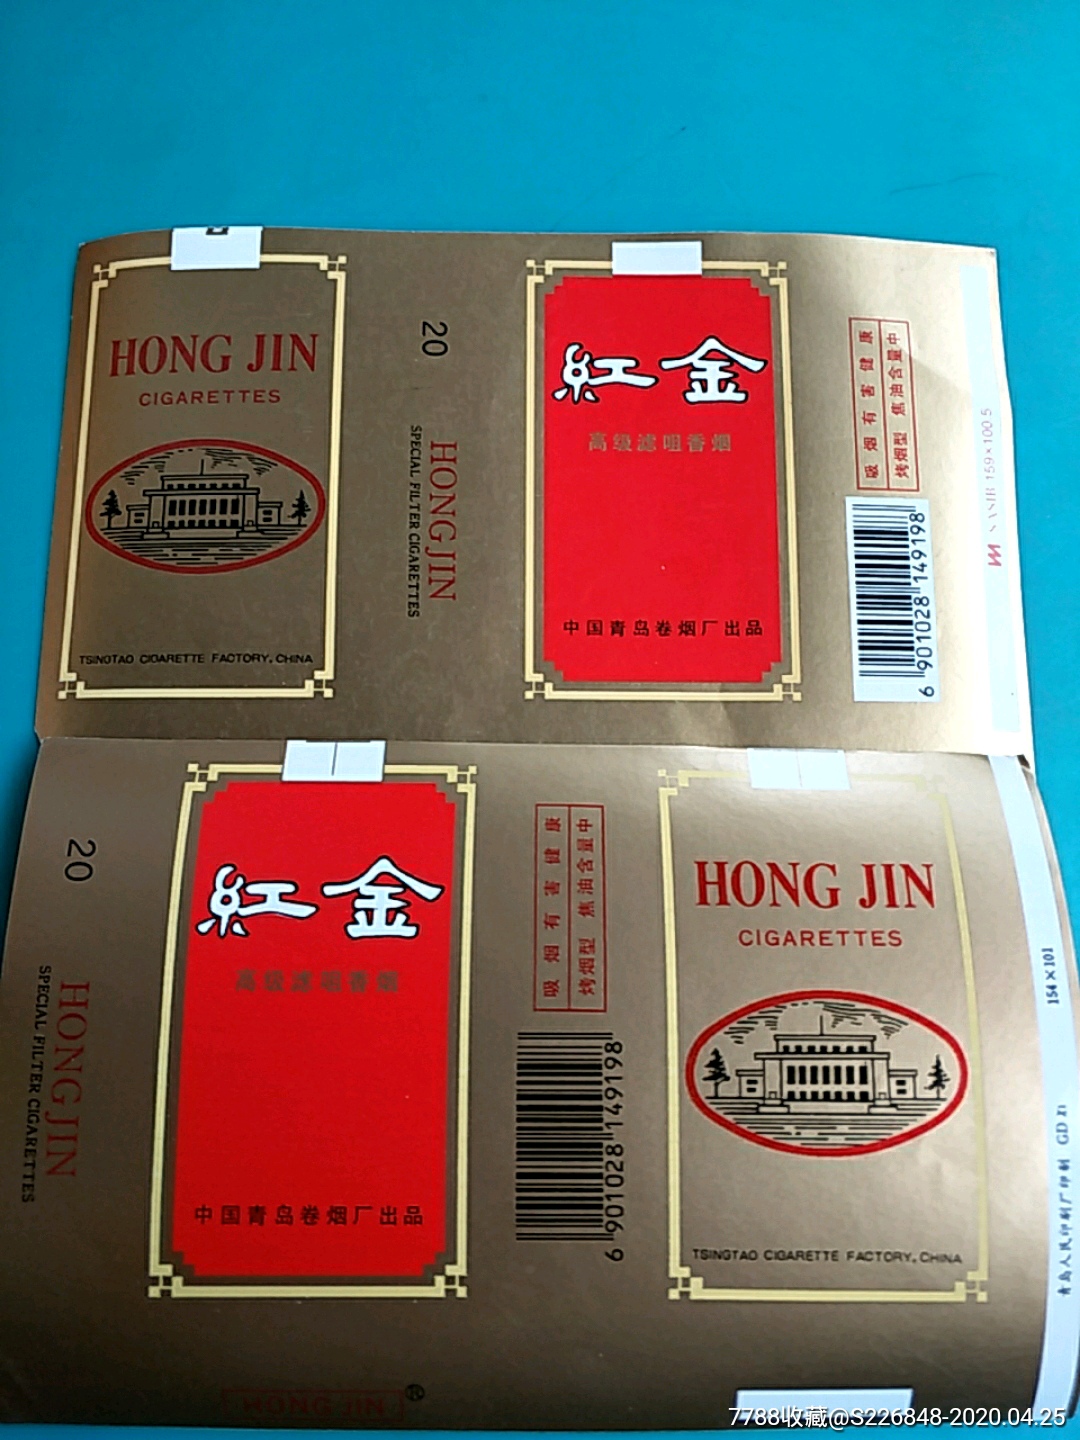 HONG JIN
CIGARETTES
TSINGTAO CIGARETTE FACTORY, CHINA
20
HONGJIN
SPECIAL FILTER CIGARETTES
紅金
高级滤咀香烟
中国青岛卷烟厂出品
吸烟有害健康
烤烟型 焦油含量中
6 901028 149198
159×100.5
20
HONGJIN
SPECIAL FILTER CIGARETTES
紅金
高级滤咀香烟
中国青岛卷烟厂出品
吸烟有害健康
烤烟型 焦油含量中
6 901028 149198
HONG JIN
CIGARETTES
TSINGTAO CIGARETTE FACTORY, CHINA
154×101
青岛人民印刷厂印制
HONG JIN®
7788收藏@S226848-2020.04.25